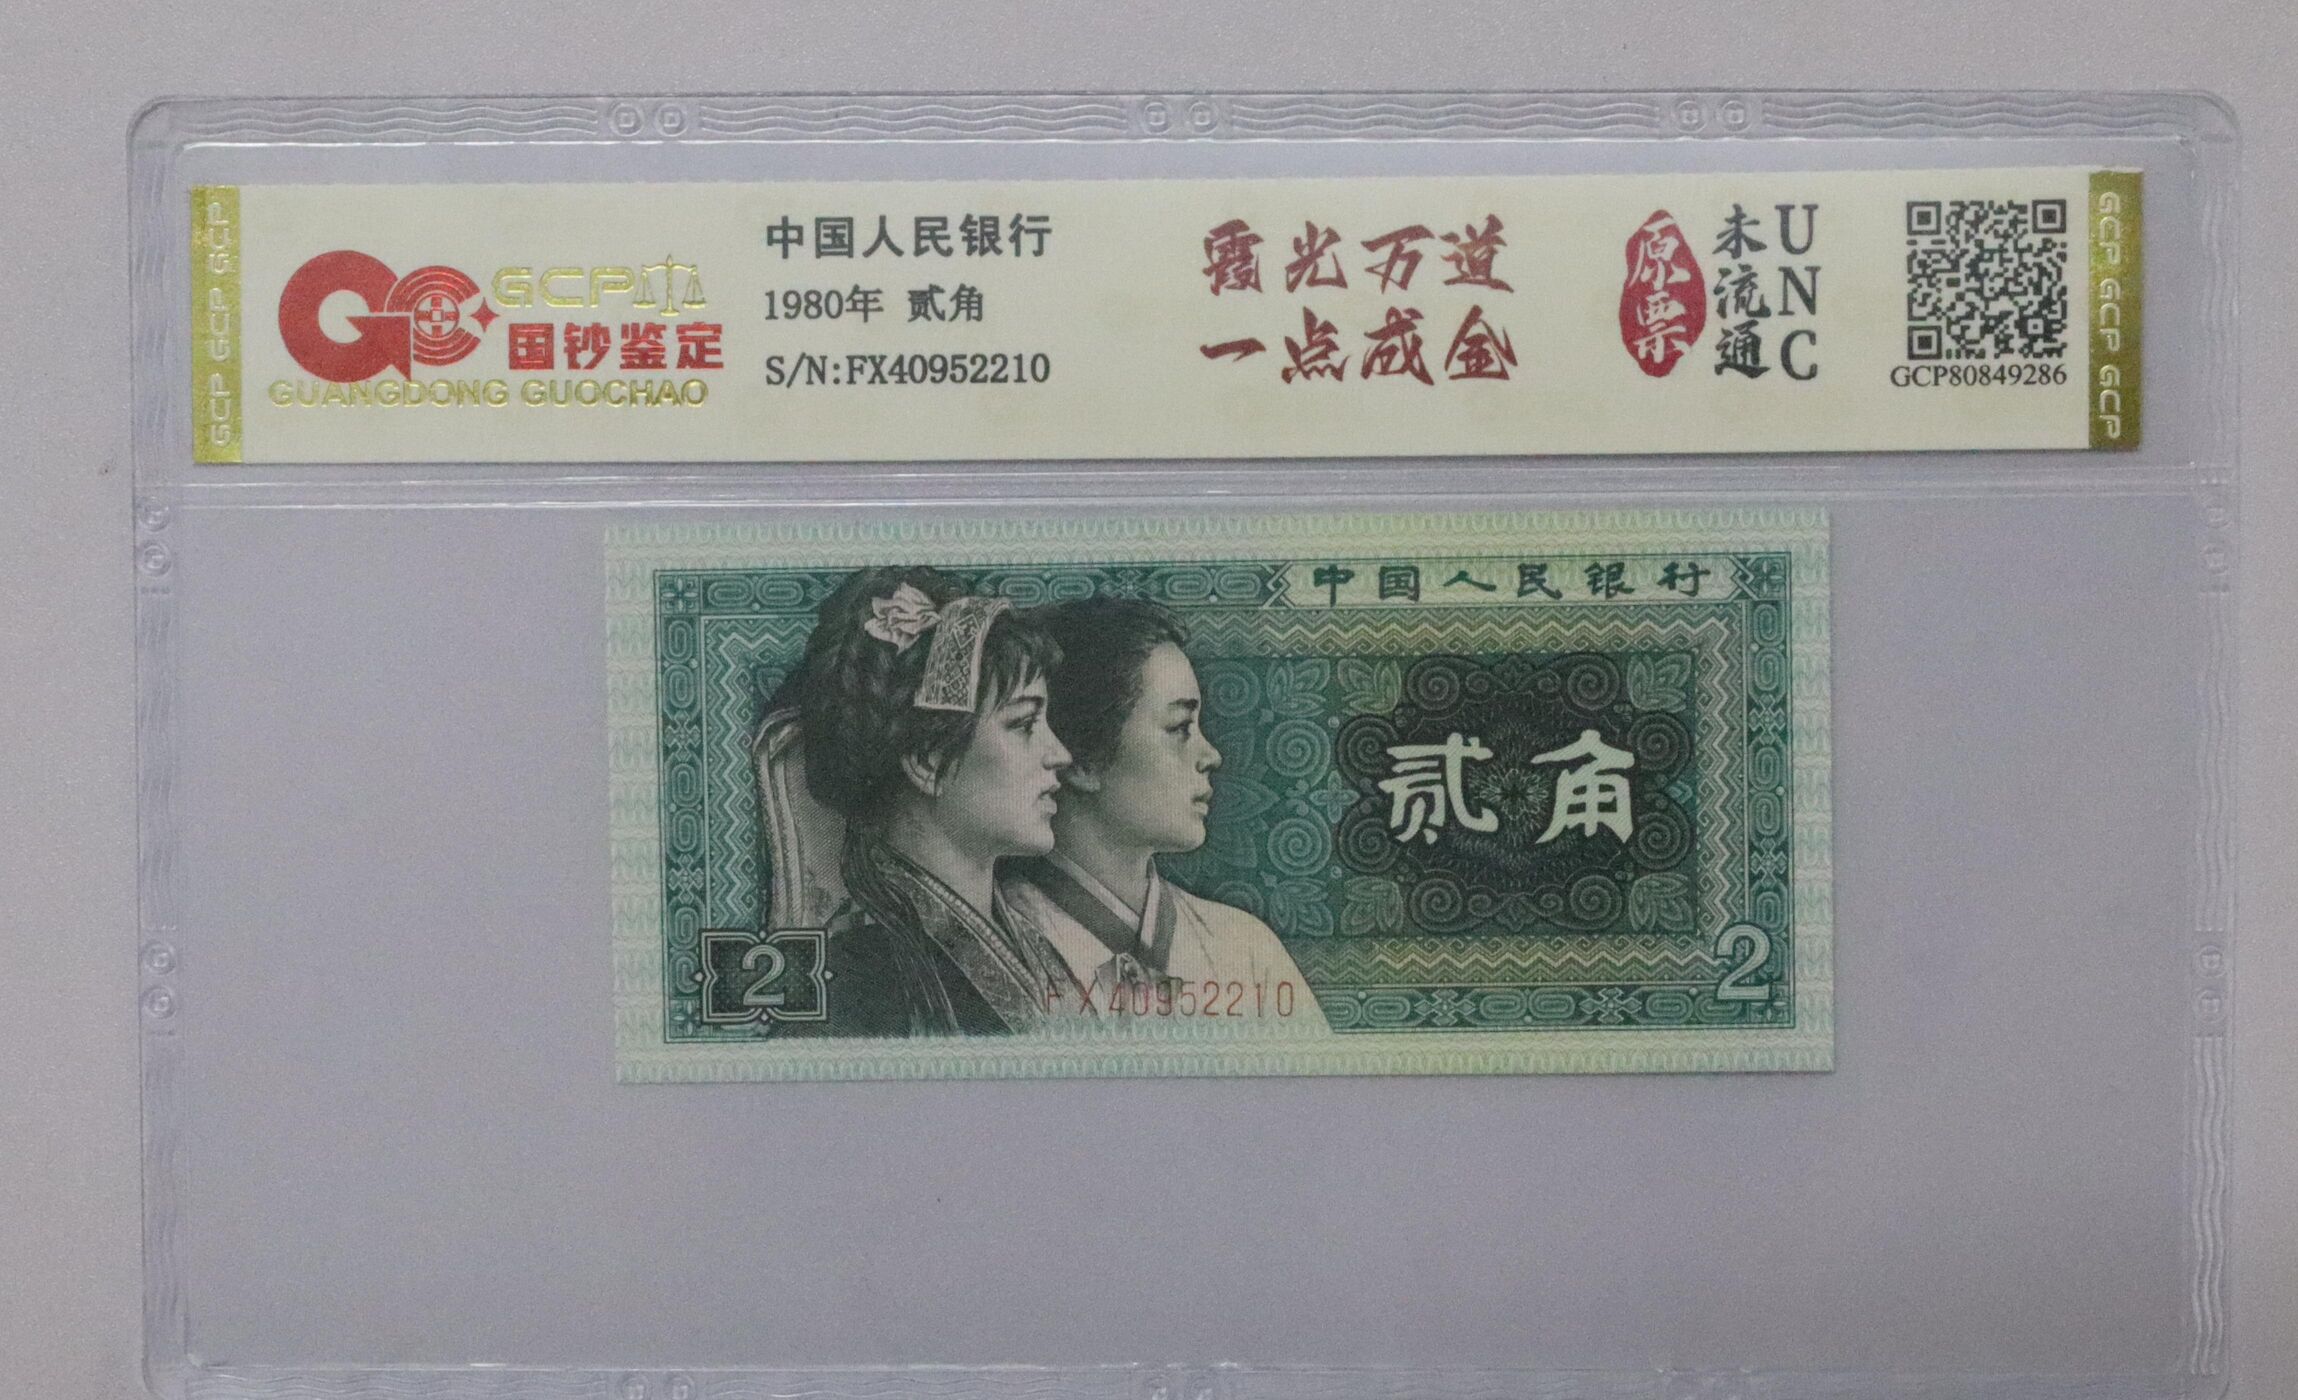 GCP GCP GCP
GCP
国钞鉴定
GUANGDONG GUOCHAO
中国人民银行
1980年 贰角
S/N:FX40952210
霞光万道
一点成金
原票
未流通
UNC
GCP80849286
GCP GCP GCP
中国人民银行
贰角
2
2
FX40952210